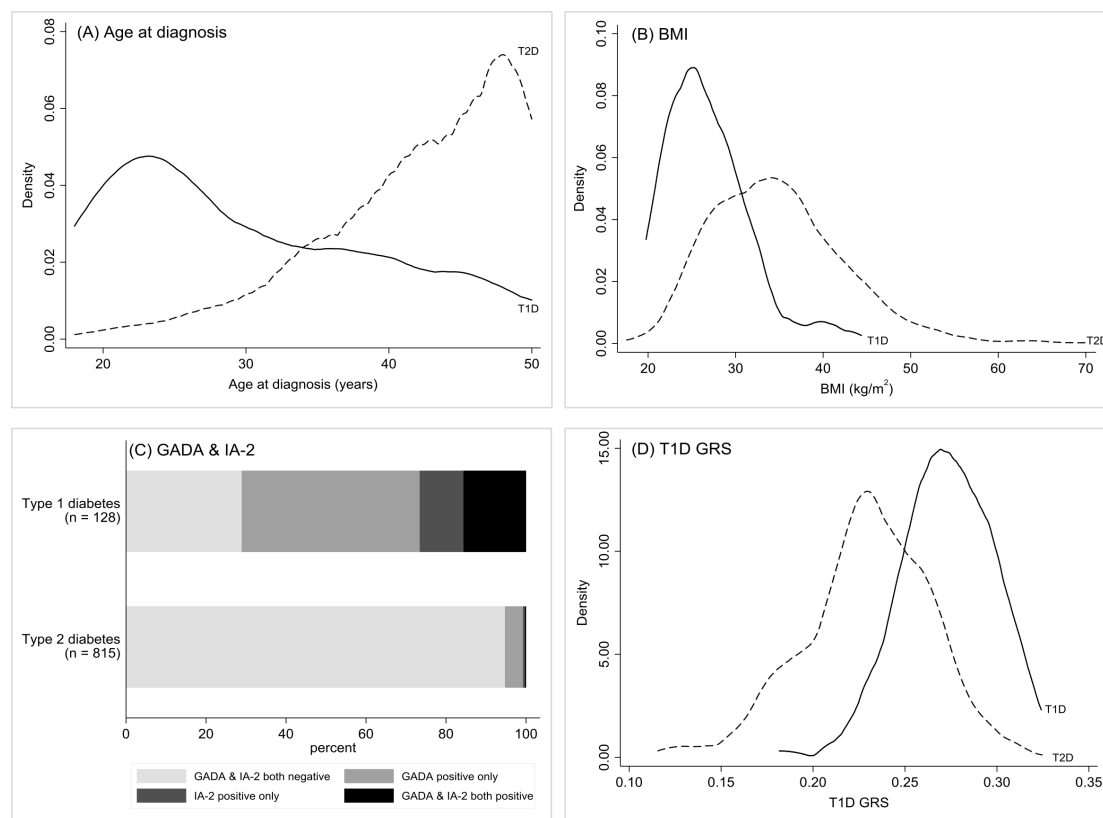 (A) Age at diagnosis
0.08
0.06
0.04
0.02
0.00
Density
T2D
T1D
20 30 40 50
Age at diagnosis (years)
(B) BMI
0.10
0.08
0.06
0.04
0.02
0.00
Density
T1D
T2D
20 30 40 50 60 70
BMI (kg/m²)
(C) GADA & IA-2
Type 1 diabetes
(n = 128)
Type 2 diabetes
(n = 815)
0 20 40 60 80 100
percent
GADA & IA-2 both negative GADA positive only
IA-2 positive only GADA & IA-2 both positive
(D) T1D GRS
15.00
10.00
5.00
0.00
Density
T1D
T2D
0.10 0.15 0.20 0.25 0.30 0.35
T1D GRS